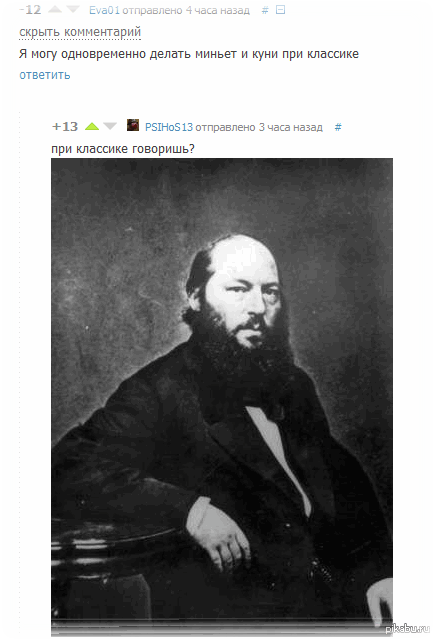 -12 Eva01 отправлено 4 часа назад #
скрыть комментарий
Я могу одновременно делать миньет и куни при классике
ответить
+13 PSIHoS13 отправлено 3 часа назад #
при классике говоришь?
pikabu.ru